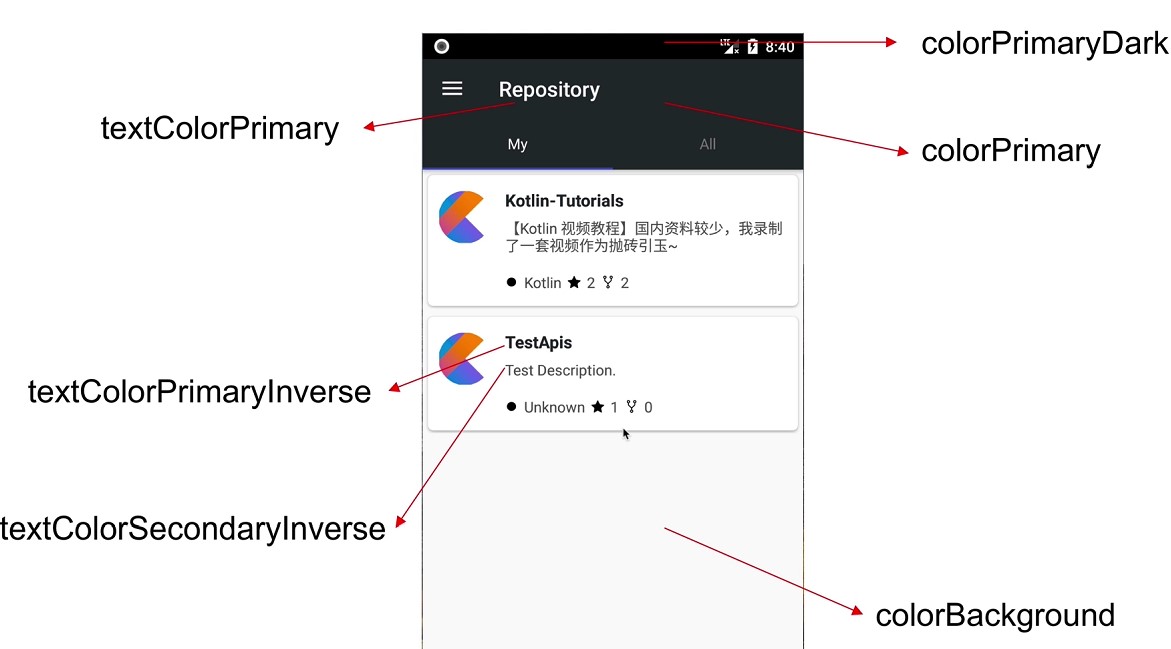 colorPrimaryDark
LTE 8:40
Repository
textColorPrimary
colorPrimary
My All
Kotlin-Tutorials
【Kotlin 视频教程】国内资料较少，我录制
了一套视频作为抛砖引玉~
Kotlin 2 2
TestApis
Test Description.
textColorPrimaryInverse
Unknown 1 0
textColorSecondaryInverse
colorBackground